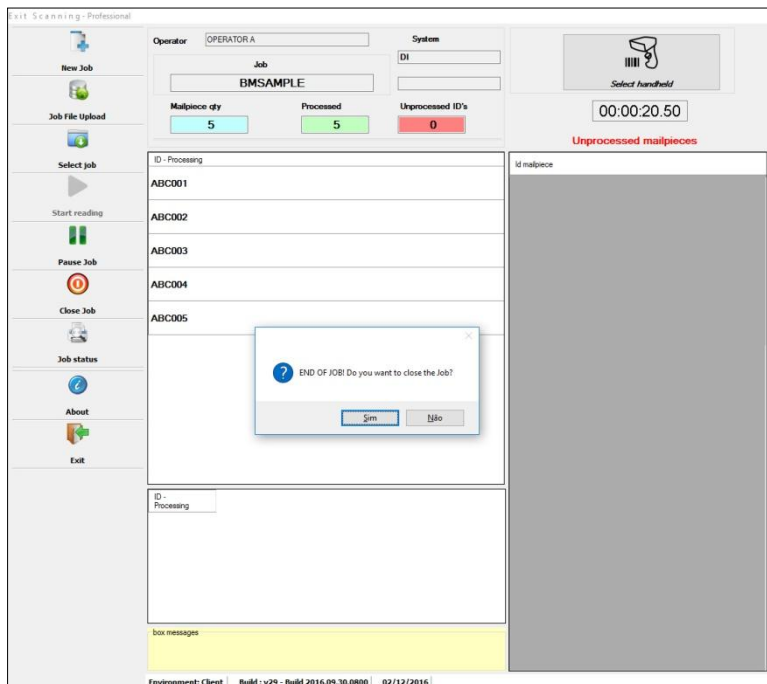 Exit Scanning - Professional
New Job
Job File Upload
Select job
Start reading
Pause Job
Close Job
Job status
About
Exit
Operator OPERATOR A System
DI
Job
BMSAMPLE
Mailpiece qty Processed Unprocessed ID's
5 5 0
Select handheld
00:00:20.50
Unprocessed mailpieces
ID - Processing
ABC001
ABC002
ABC003
ABC004
ABC005
Id mailpiece
END OF JOB! Do you want to close the Job?
Sim Não
ID -
Processing
box messages
Environment: Client Build : v29 - Build 2016.09.30.0800 02/12/2016